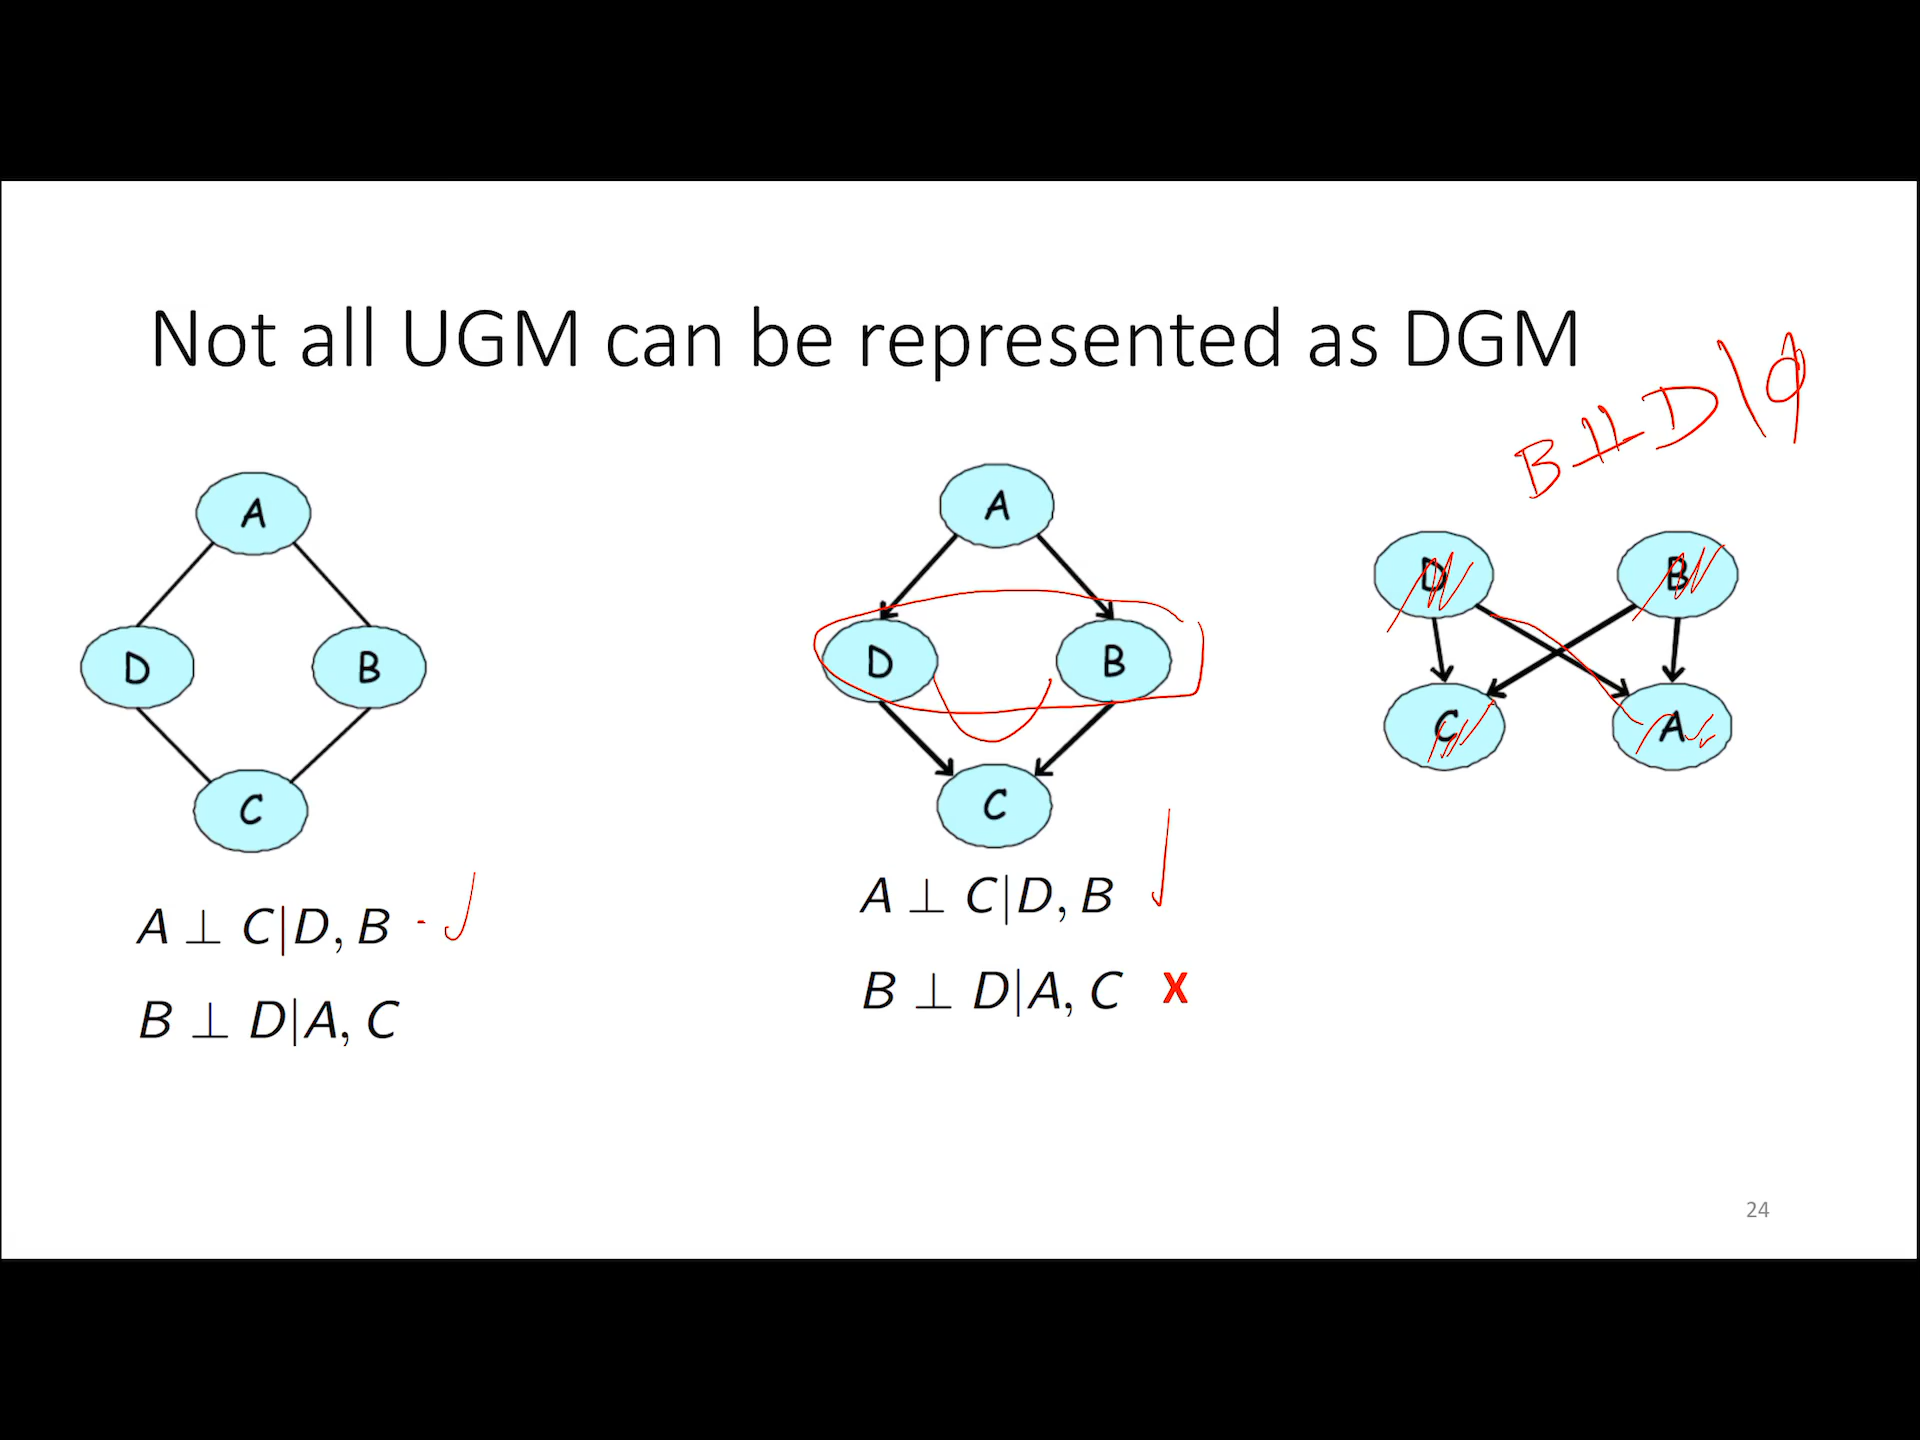 Not all UGM can be represented as DGM
B ⊥̸ D | φ
A
D
B
C
A ⊥ C|D, B
B ⊥ D|A, C
A
D
B
C
A ⊥ C|D, B
B ⊥ D|A, C X
D
B
C
A
24